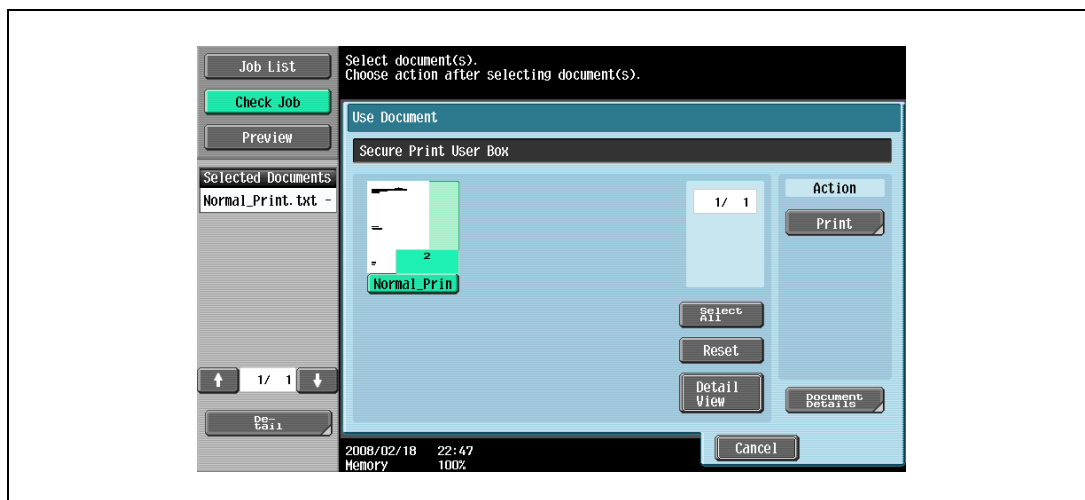 Job List
Check Job
Preview
Selected Documents
Normal_Print.txt -
1/ 1
De-
tail
Select document(s).
Choose action after selecting document(s).
Use Document
Secure Print User Box
2
Normal_Prin
1/ 1
Select
All
Reset
Detail
View
Action
Print
Document
Details
Cancel
2008/02/18 22:47
Memory 100%